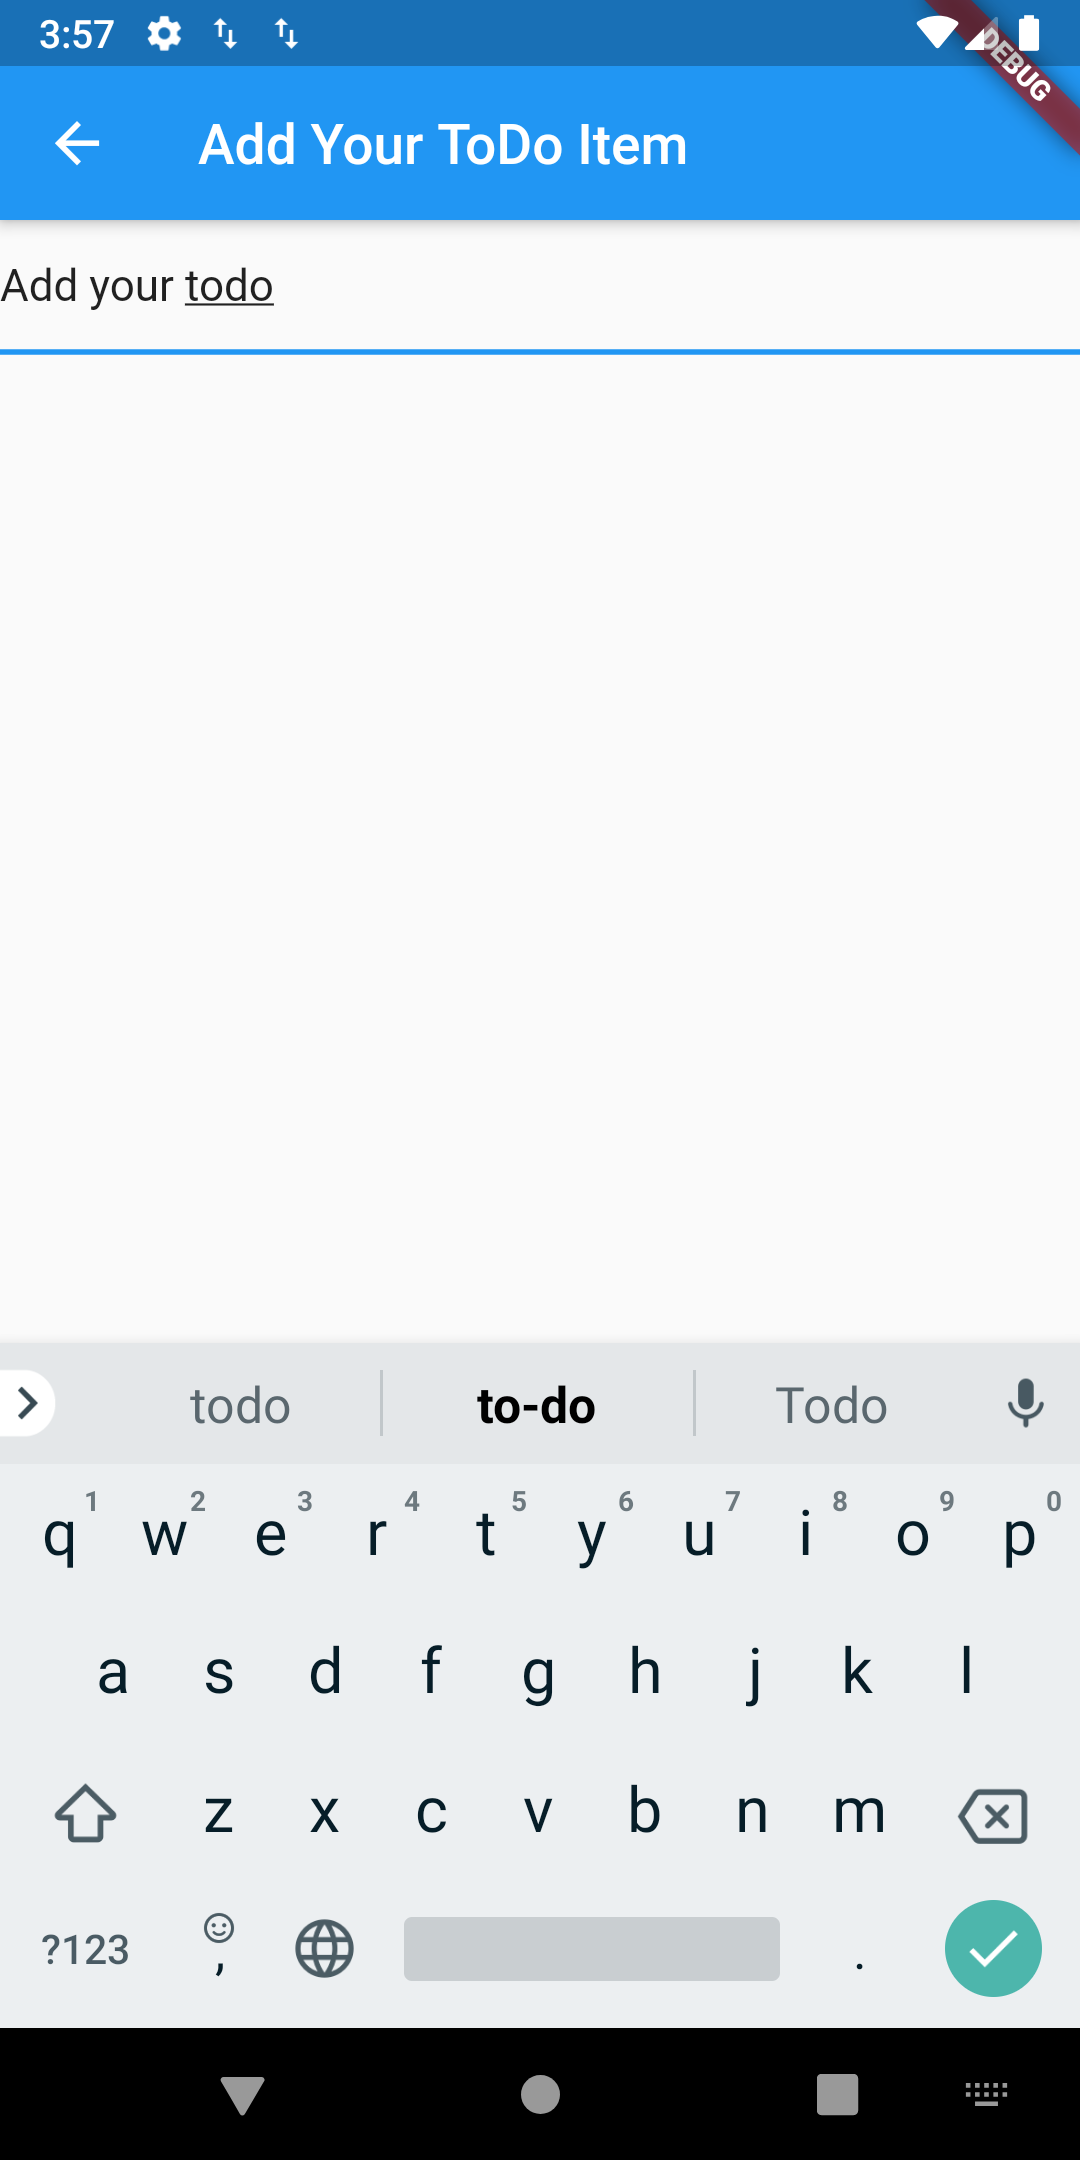 3:57
DEBUG
Add Your ToDo Item
Add your todo
todo to-do Todo
1 2 3 4 5 6 7 8 9 0
q w e r t y u i o p
a s d f g h j k l
z x c v b n m
?123 , .